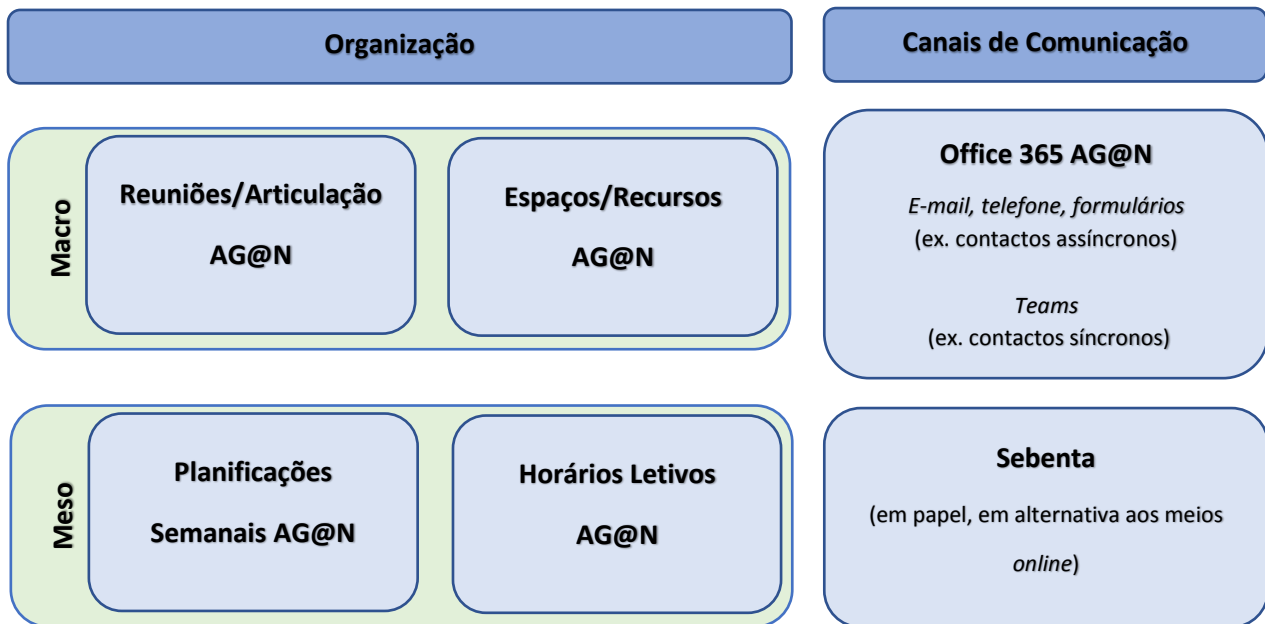 Organização
Canais de Comunicação
Macro
Reuniões/Articulação
AG@N
Espaços/Recursos
AG@N
Office 365 AG@N
E-mail, telefone, formulários
(ex. contactos assíncronos)
Teams
(ex. contactos síncronos)
Meso
Planificações
Semanais AG@N
Horários Letivos
AG@N
Sebenta
(em papel, em alternativa aos meios
online)